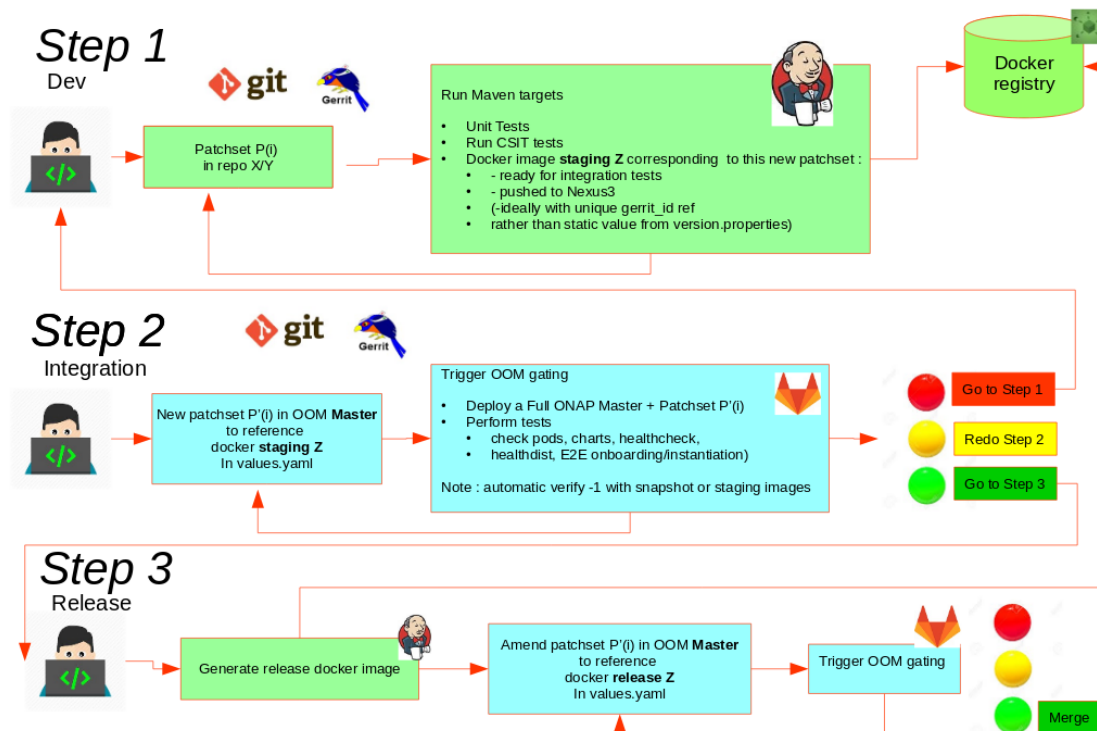 Step 1
Dev
git
Gerrit
Patchset P(i)
in repo X/Y
Run Maven targets
• Unit Tests
• Run CSIT tests
• Docker image staging Z corresponding to this new patchset :
• - ready for integration tests
• - pushed to Nexus3
• (-ideally with unique gerrit_id ref
• rather than static value from version.properties)
Docker
registry
</>
Step 2
Integration
git
Gerrit
New patchset P'(i) in OOM Master
to reference
docker staging Z
In values.yaml
Trigger OOM gating
• Deploy a Full ONAP Master + Patchset P'(i)
• Perform tests
• check pods, charts, healthcheck,
• healthdist, E2E onboarding/instantiation)
Note : automatic verify -1 with snapshot or staging images
Go to Step 1
Redo Step 2
Go to Step 3
</>
Step 3
Release
</>
Generate release docker image
Amend patchset P'(i) in OOM Master
to reference
docker release Z
In values.yaml
Trigger OOM gating
Merge